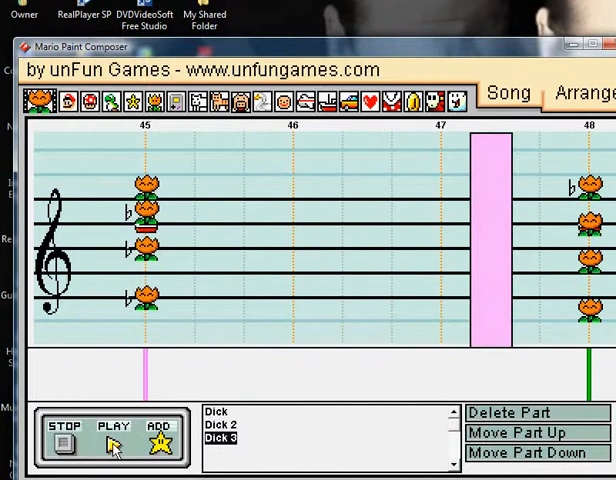 Owner RealPlayer SP DVDVideoSoft Free Studio My Shared Folder
Mario Paint Composer
by unFun Games - www.unfungames.com
Song Arrange
45 46 47 48
STOP PLAY ADD
Dick
Dick 2
Dick 3
Delete Part
Move Part Up
Move Part Down